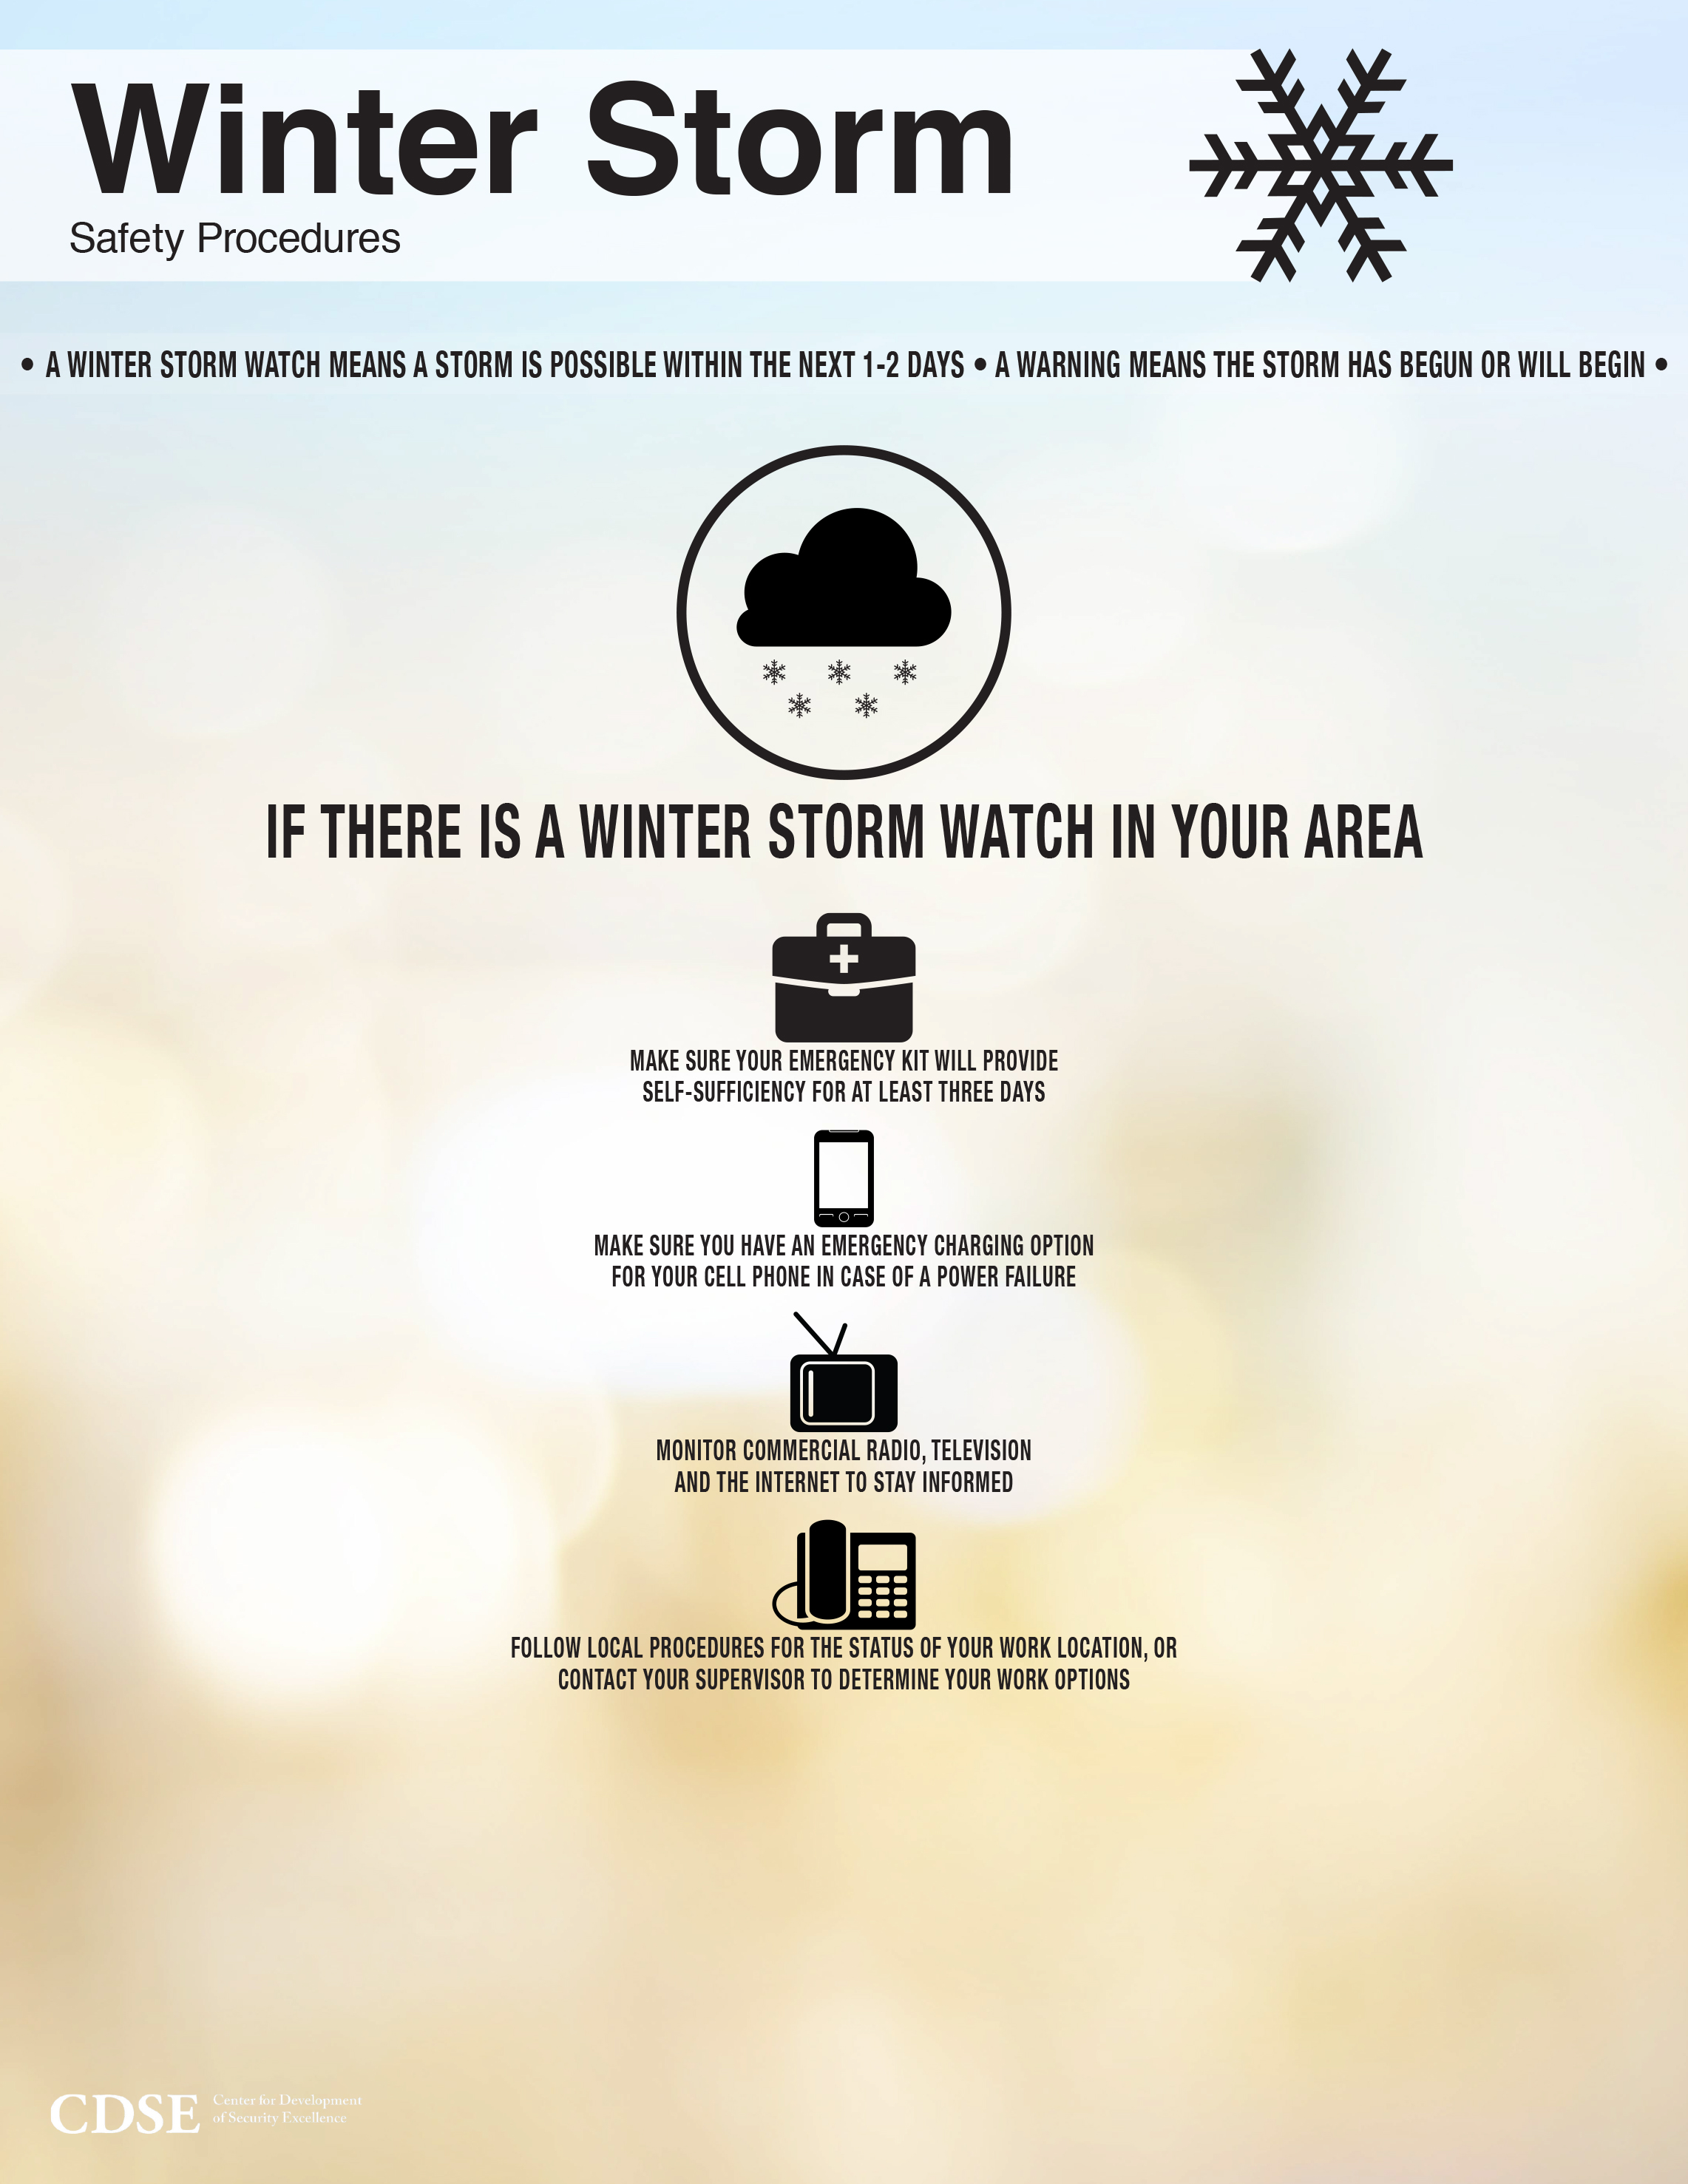 Winter Storm
Safety Procedures
• A WINTER STORM WATCH MEANS A STORM IS POSSIBLE WITHIN THE NEXT 1-2 DAYS • A WARNING MEANS THE STORM HAS BEGUN OR WILL BEGIN •
IF THERE IS A WINTER STORM WATCH IN YOUR AREA
MAKE SURE YOUR EMERGENCY KIT WILL PROVIDE
SELF-SUFFICIENCY FOR AT LEAST THREE DAYS
MAKE SURE YOU HAVE AN EMERGENCY CHARGING OPTION
FOR YOUR CELL PHONE IN CASE OF A POWER FAILURE
MONITOR COMMERCIAL RADIO, TELEVISION
AND THE INTERNET TO STAY INFORMED
FOLLOW LOCAL PROCEDURES FOR THE STATUS OF YOUR WORK LOCATION, OR
CONTACT YOUR SUPERVISOR TO DETERMINE YOUR WORK OPTIONS
CDSE
Center for Development
of Security Excellence